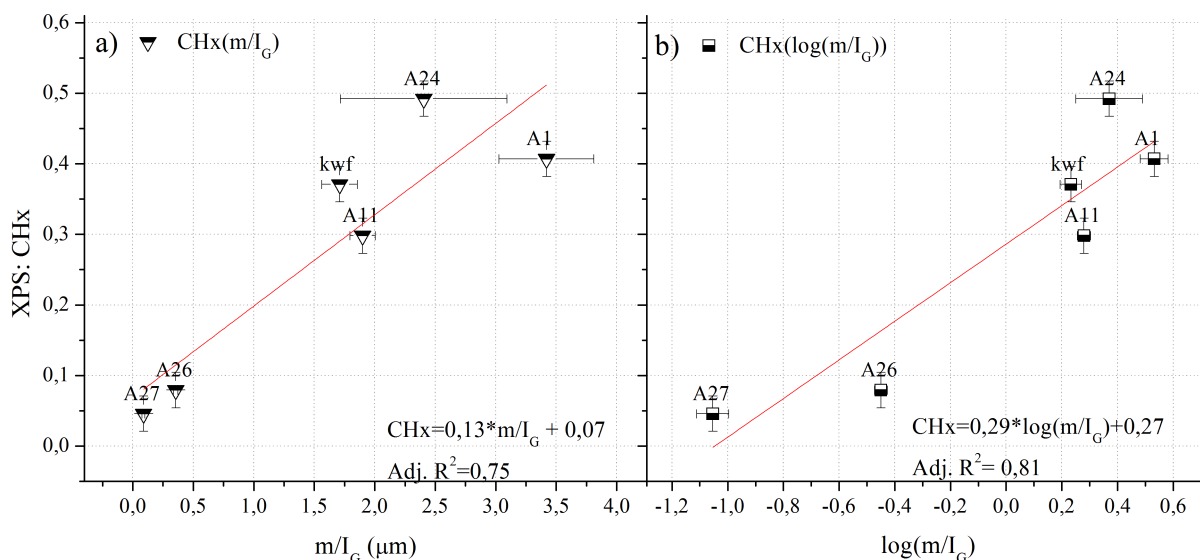 0,6
0,5
0,4
0,3
0,2
0,1
0,0
XPS: CHx
a)
CHx(m/I_G)
A24
A1
kwf
A11
A26
A27
CHx=0,13*m/I_G + 0,07
Adj. R²=0,75
0,0 0,5 1,0 1,5 2,0 2,5 3,0 3,5 4,0
m/I_G (μm)
b)
CHx(log(m/I_G))
A24
A1
kwf
A11
A26
A27
CHx=0,29*log(m/I_G)+0,27
Adj. R²= 0,81
-1,2 -1,0 -0,8 -0,6 -0,4 -0,2 0,0 0,2 0,4 0,6
log(m/I_G)